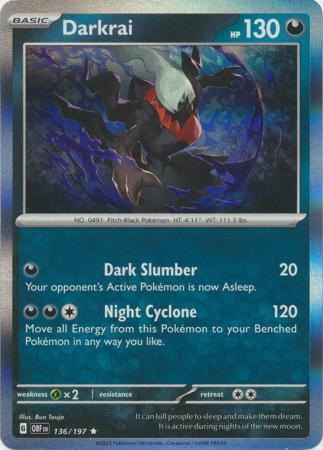 BASIC
Darkrai
HP 130
NO. 0491 Fitch-Black Pokémon HT. 4'11" WT. 111.3 lbs.
Dark Slumber 20
Your opponent's Active Pokémon is now Asleep.
Night Cyclone 120
Move all Energy from this Pokémon to your Benched
Pokémon in any way you like.
weakness ×2 resistance retreat
Illus. Bun Toujo
It can lull people to sleep and make them dream.
It is active during nights of the new moon.
G OBF EN 136/197 ★
©2023 Pokémon / Nintendo / Creatures / GAME FREAK